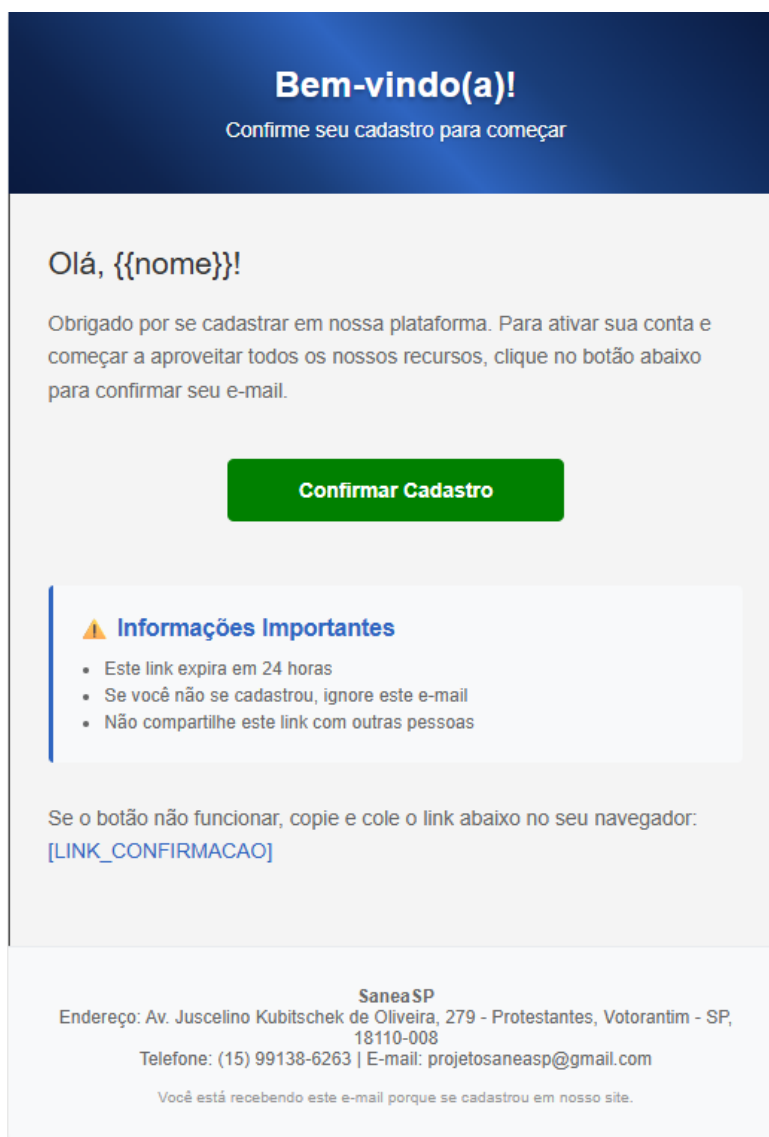 Bem-vindo(a)!
Confirme seu cadastro para começar
Olá, {{nome}}!
Obrigado por se cadastrar em nossa plataforma. Para ativar sua conta e
começar a aproveitar todos os nossos recursos, clique no botão abaixo
para confirmar seu e-mail.
Confirmar Cadastro
⚠️ Informações Importantes
• Este link expira em 24 horas
• Se você não se cadastrou, ignore este e-mail
• Não compartilhe este link com outras pessoas
Se o botão não funcionar, copie e cole o link abaixo no seu navegador:
[LINK_CONFIRMACAO]
SaneaSP
Endereço: Av. Juscelino Kubitschek de Oliveira, 279 - Protestantes, Votorantim - SP,
18110-008
Telefone: (15) 99138-6263 | E-mail: projetosaneasp@gmail.com
Você está recebendo este e-mail porque se cadastrou em nosso site.